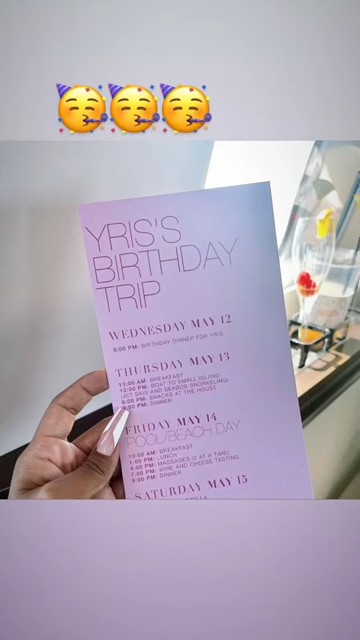 YRIS'S
BIRTHDAY
TRIP
WEDNESDAY MAY 12
9:00 PM: BIRTHDAY DINNER FOR YRIS
THURSDAY MAY 13
10:00 AM: BREAKFAST
12:00 PM: BOAT TO SMALL ISLAND
(JET SKIS AND SEABOB SNORKELING)
6:00 PM: SNACKS AT THE HOUSE
9:00 PM: DINNER
FRIDAY MAY 14
POOL/BEACH DAY
10:00 AM: BREAKFAST
1:00 PM: LUNCH
4:00 PM: MASSAGES (2 AT A TIME)
7:00 PM: WINE AND CHEESE TASTING
9:00 PM: DINNER
SATURDAY MAY 15